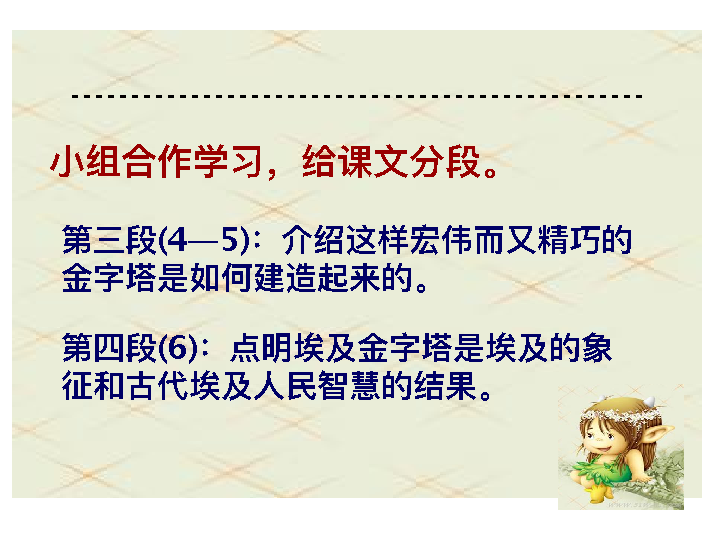 小组合作学习，给课文分段。
第三段(4—5)：介绍这样宏伟而又精巧的
金字塔是如何建造起来的。
第四段(6)：点明埃及金字塔是埃及的象
征和古代埃及人民智慧的结果。